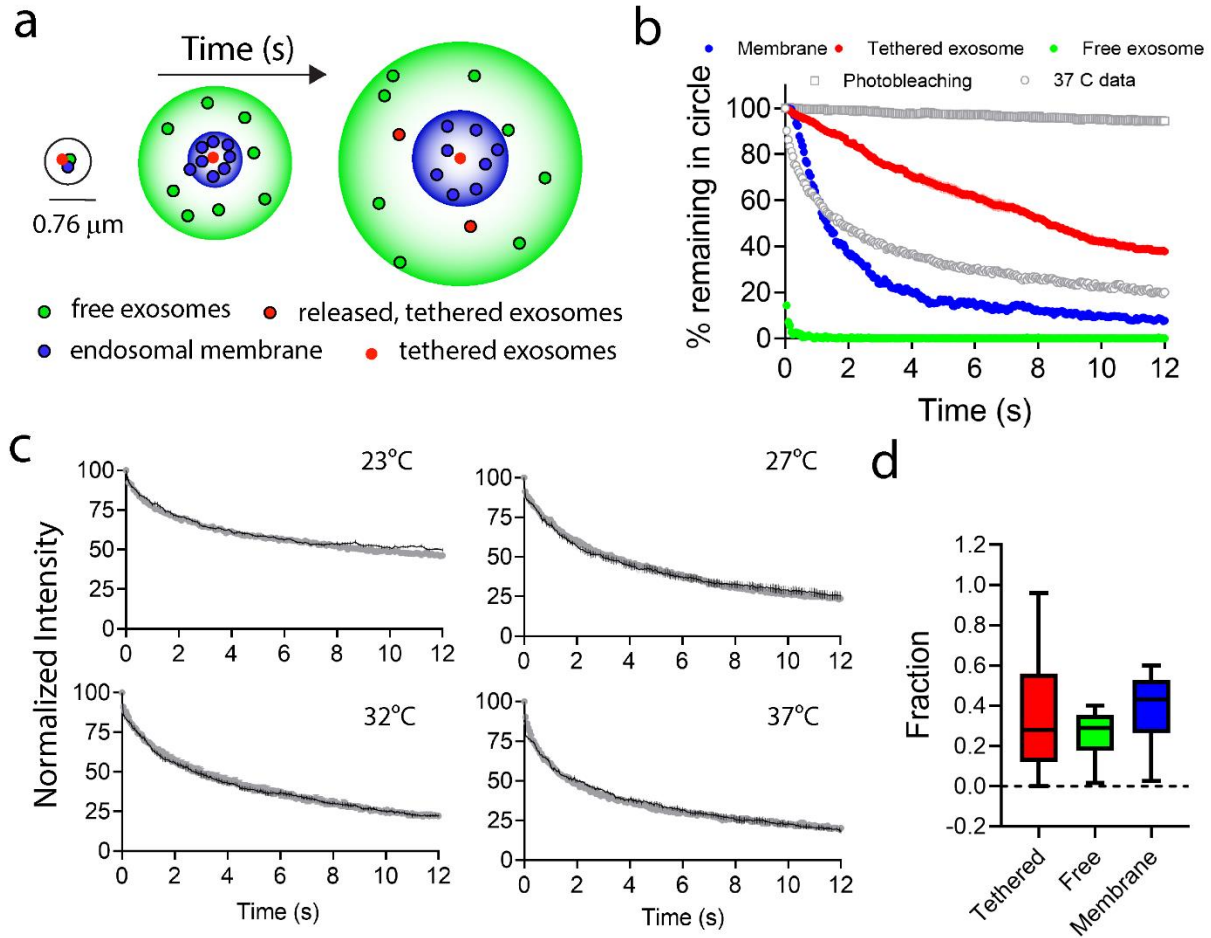 a
Time (s)
0.76 μm
free exosomes
released, tethered exosomes
endosomal membrane
tethered exosomes
b
Membrane
Tethered exosome
Free exosome
Photobleaching
37 C data
% remaining in circle
100
80
60
40
20
0
0 2 4 6 8 10 12
Time (s)
c
Normalized Intensity
23°C
100
75
50
25
0
0 2 4 6 8 10 12
27°C
100
75
50
25
0
0 2 4 6 8 10 12
32°C
100
75
50
25
0
0 2 4 6 8 10 12
Time (s)
37°C
100
75
50
25
0
0 2 4 6 8 10 12
Time (s)
d
Fraction
1.2
1.0
0.8
0.6
0.4
0.2
0.0
-0.2
Tethered
Free
Membrane